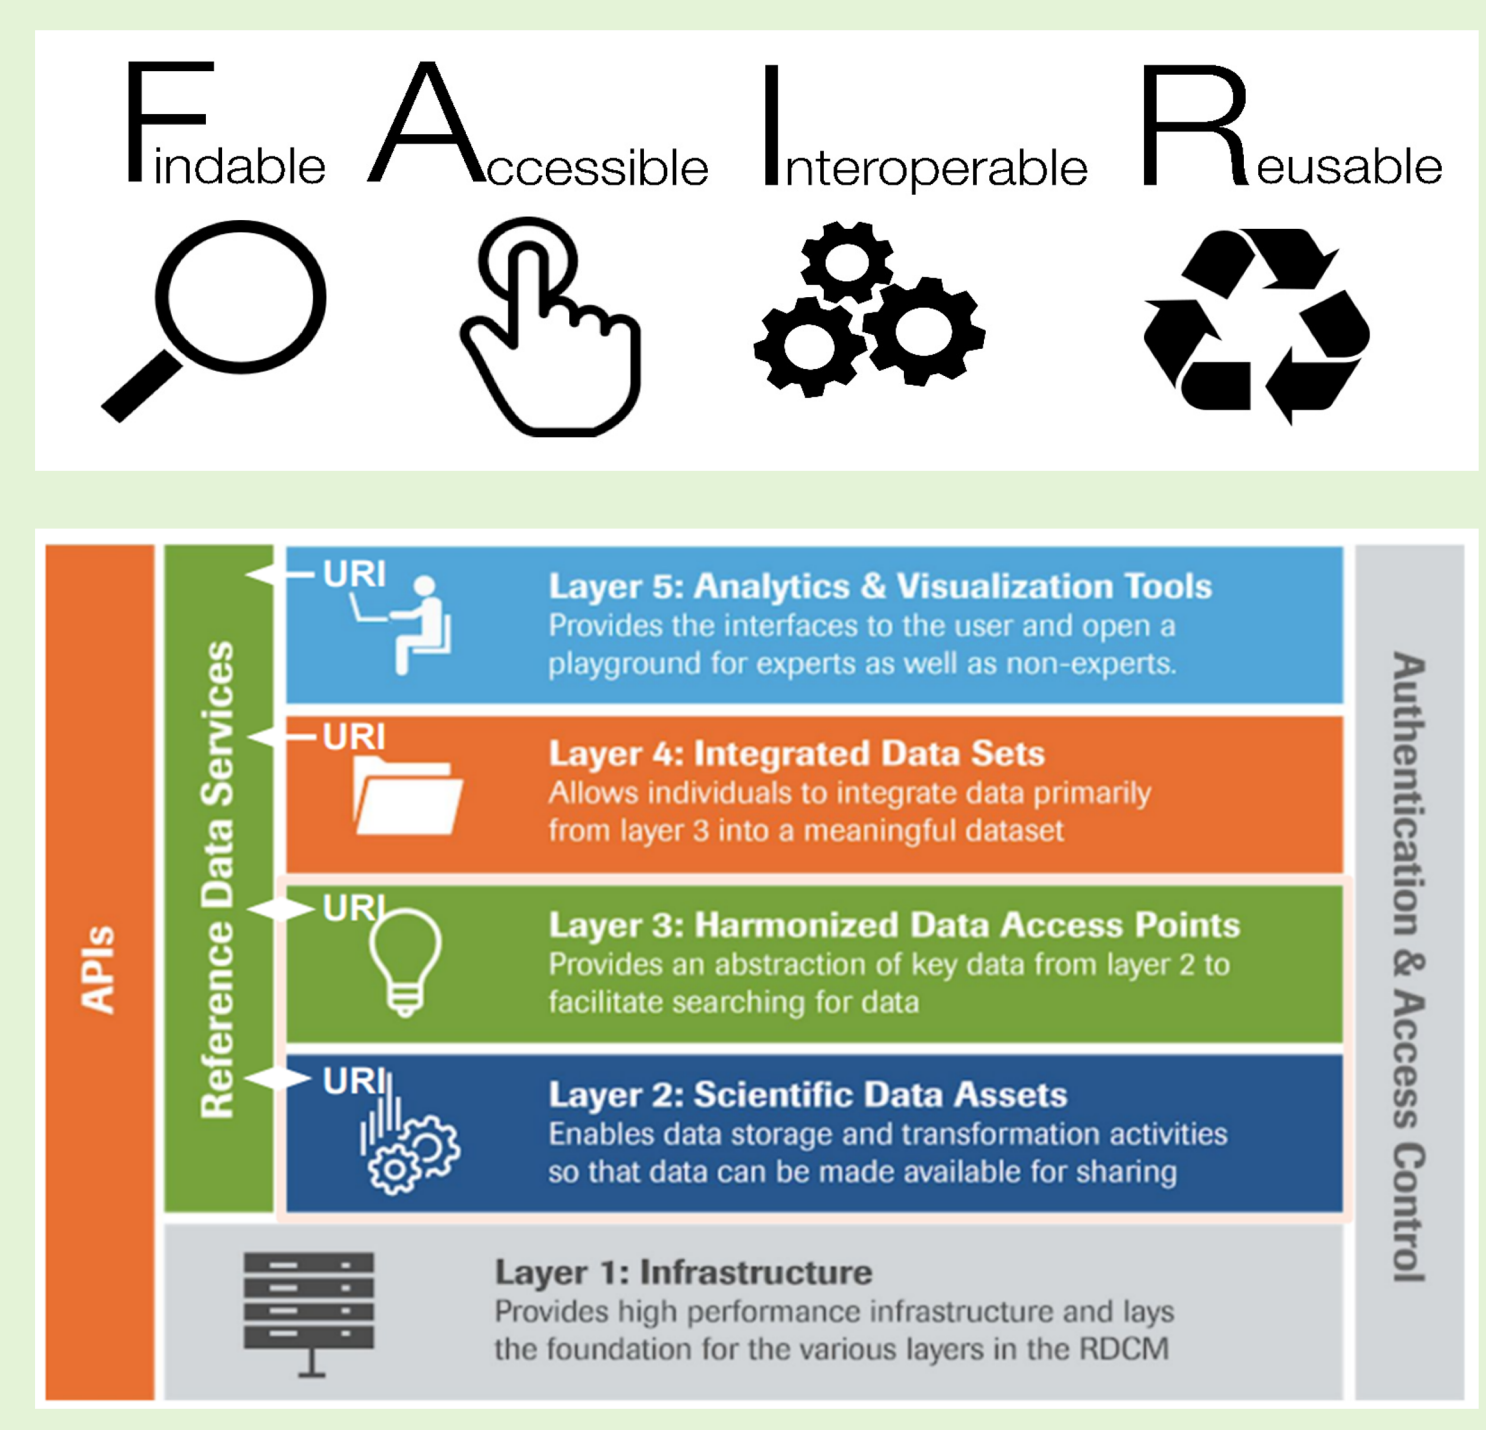 Findable Accessible Interoperable Reusable
APIs
Reference Data Services
URI
Layer 5: Analytics & Visualization Tools
Provides the interfaces to the user and open a
playground for experts as well as non-experts.
URI
Layer 4: Integrated Data Sets
Allows individuals to integrate data primarily
from layer 3 into a meaningful dataset
URI
Layer 3: Harmonized Data Access Points
Provides an abstraction of key data from layer 2 to
facilitate searching for data
URI
Layer 2: Scientific Data Assets
Enables data storage and transformation activities
so that data can be made available for sharing
Layer 1: Infrastructure
Provides high performance infrastructure and lays
the foundation for the various layers in the RDCM
Authentication & Access Control